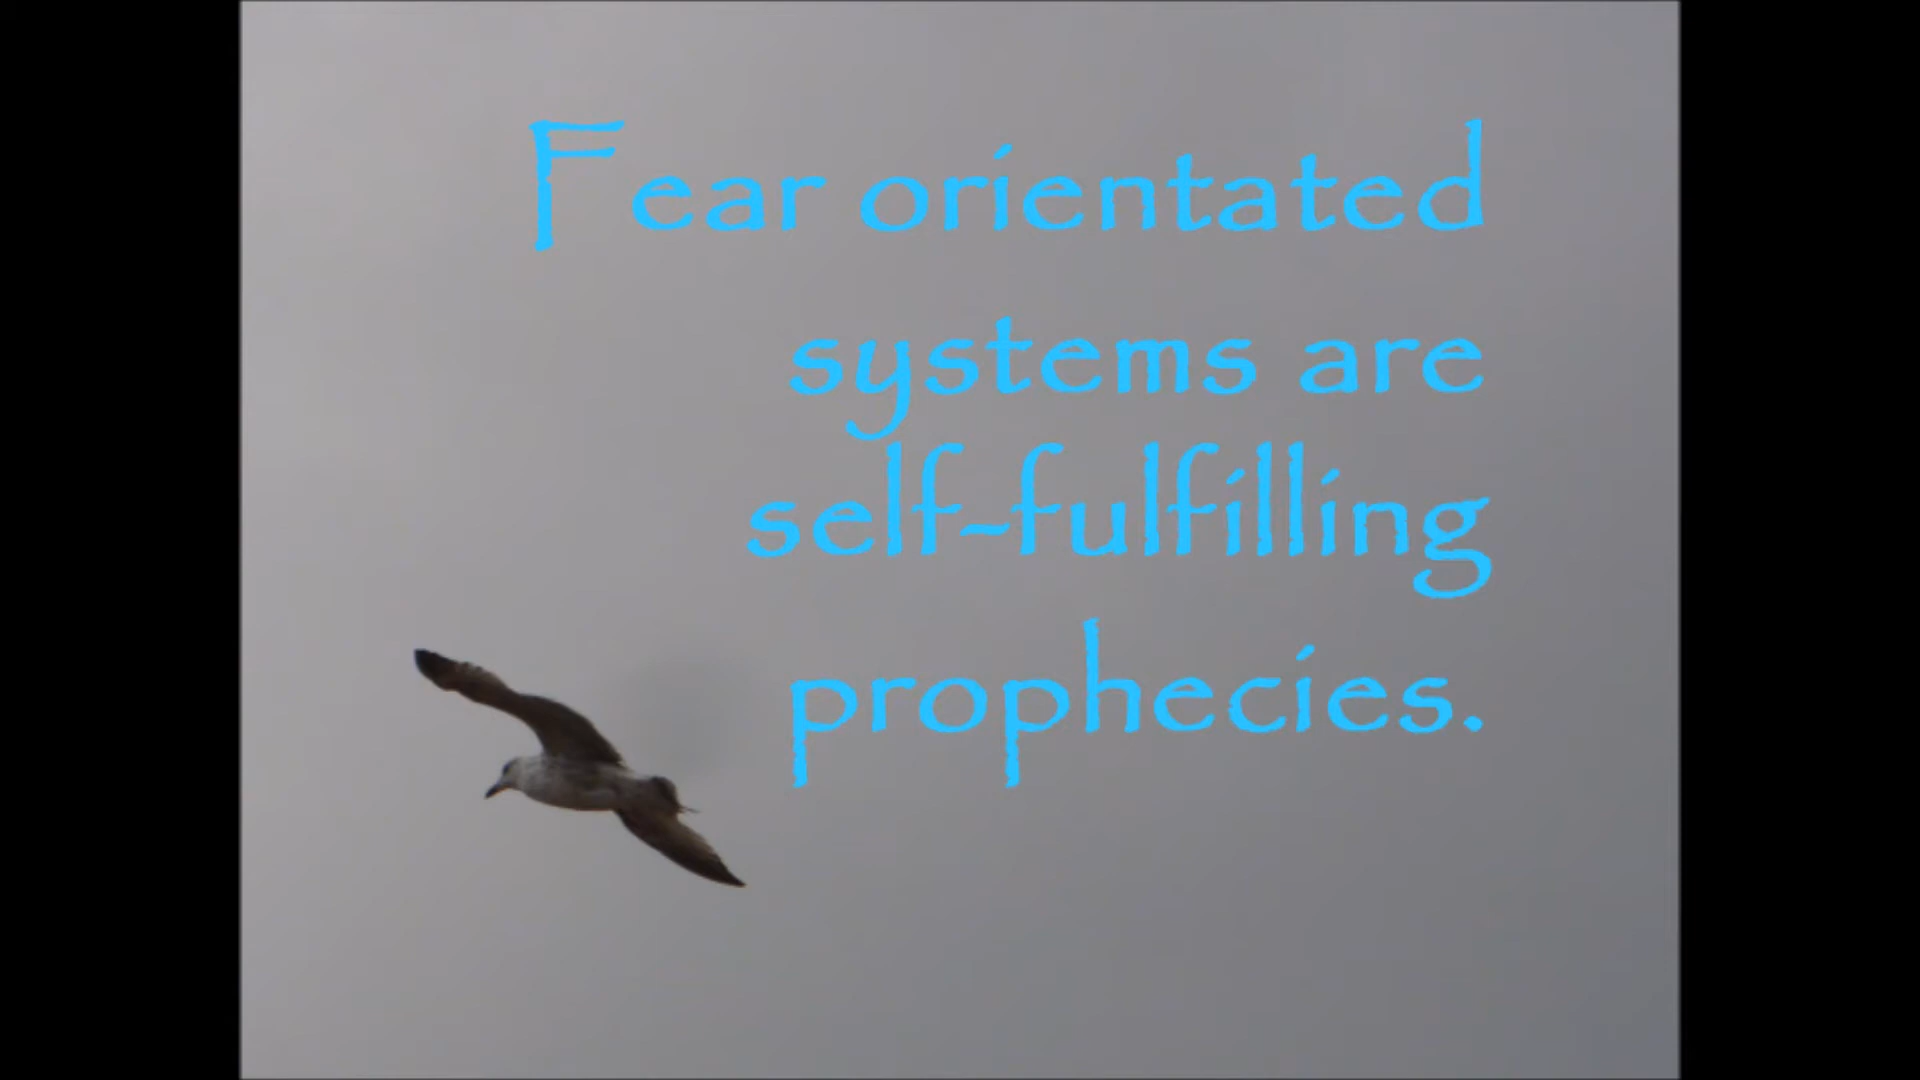 Fear orientated
systems are
self-fulfilling
prophecies.